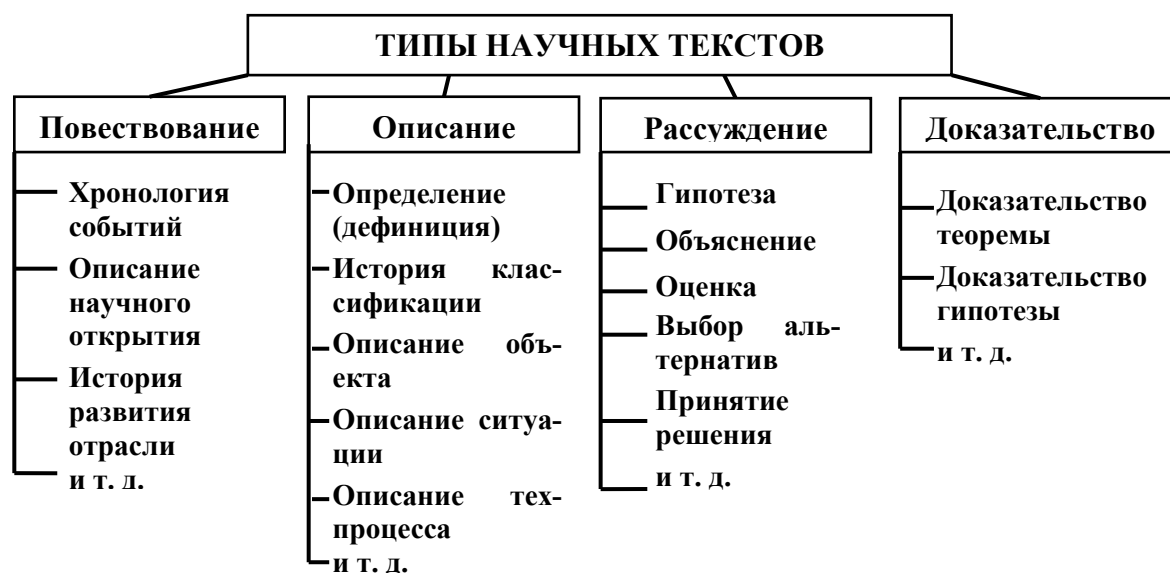 ТИПЫ НАУЧНЫХ ТЕКСТОВ
Повествование
Хронология
событий
Описание
научного
открытия
История
развития
отрасли
и т. д.
Описание
Определение
(дефиниция)
История клас-
сификации
Описание объ-
екта
Описание ситуа-
ции
Описание тех-
процесса
и т. д.
Рассуждение
Гипотеза
Объяснение
Оценка
Выбор аль-
тернатив
Принятие
решения
и т. д.
Доказательство
Доказательство
теоремы
Доказательство
гипотезы
и т. д.